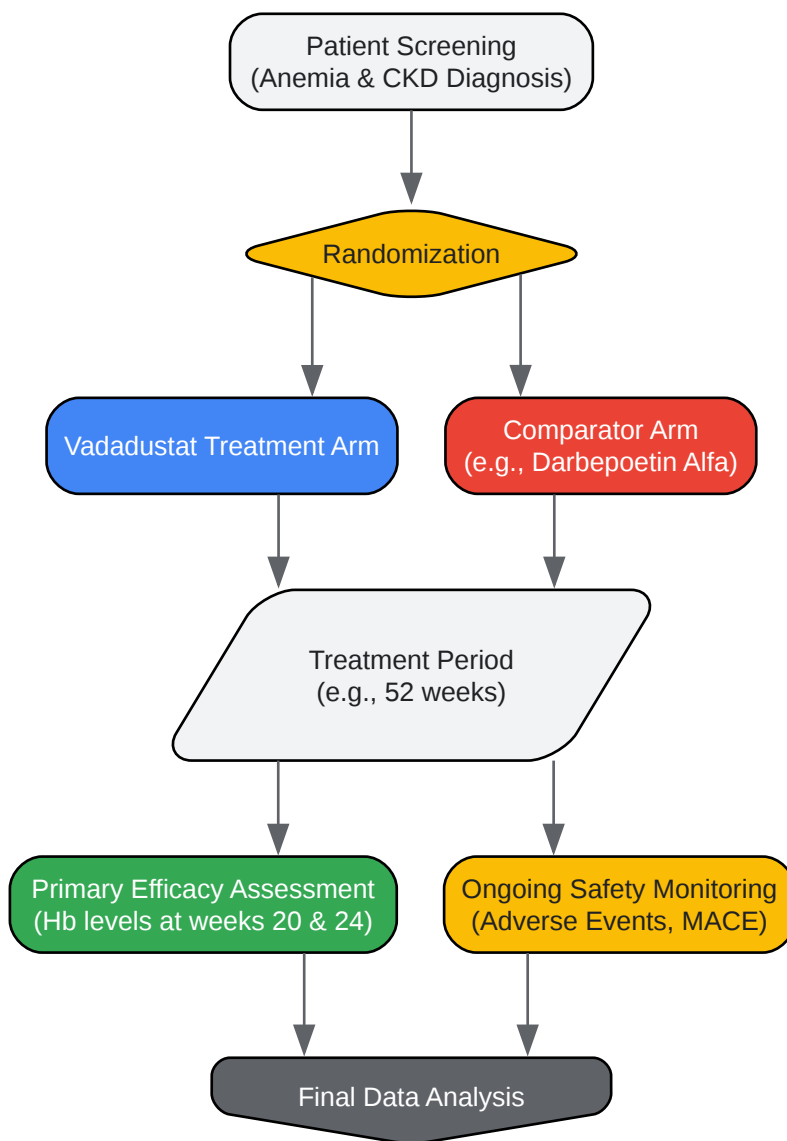 Patient Screening
(Anemia & CKD Diagnosis)
Randomization
Vadadustat Treatment Arm
Comparator Arm
(e.g., Darbepoetin Alfa)
Treatment Period
(e.g., 52 weeks)
Primary Efficacy Assessment
(Hb levels at weeks 20 & 24)
Ongoing Safety Monitoring
(Adverse Events, MACE)
Final Data Analysis